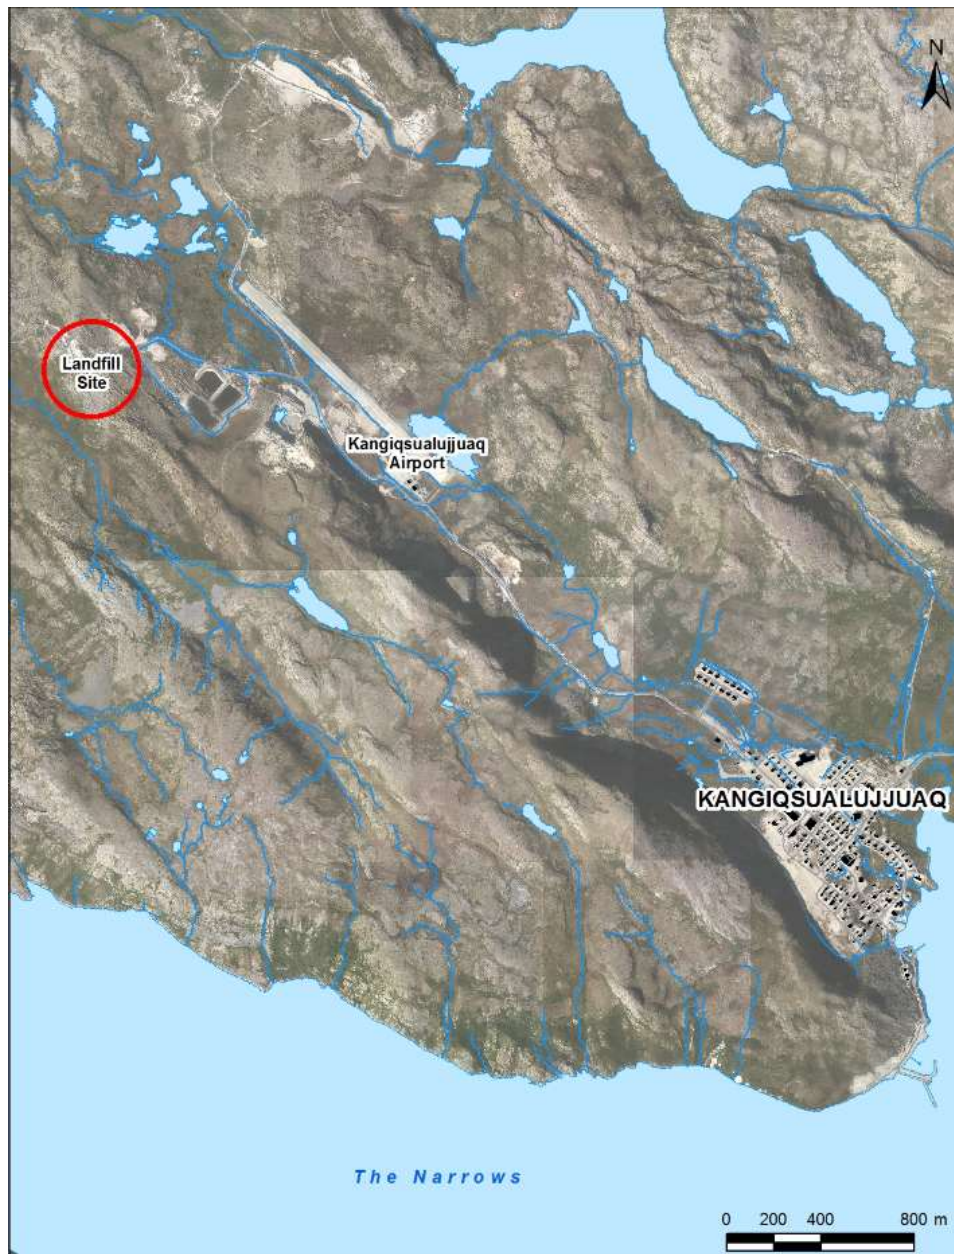 N
Landfill
Site
Kangiqsualujjuaq
Airport
KANGIQSUALUJJUAQ
The Narrows
0 200 400 800 m